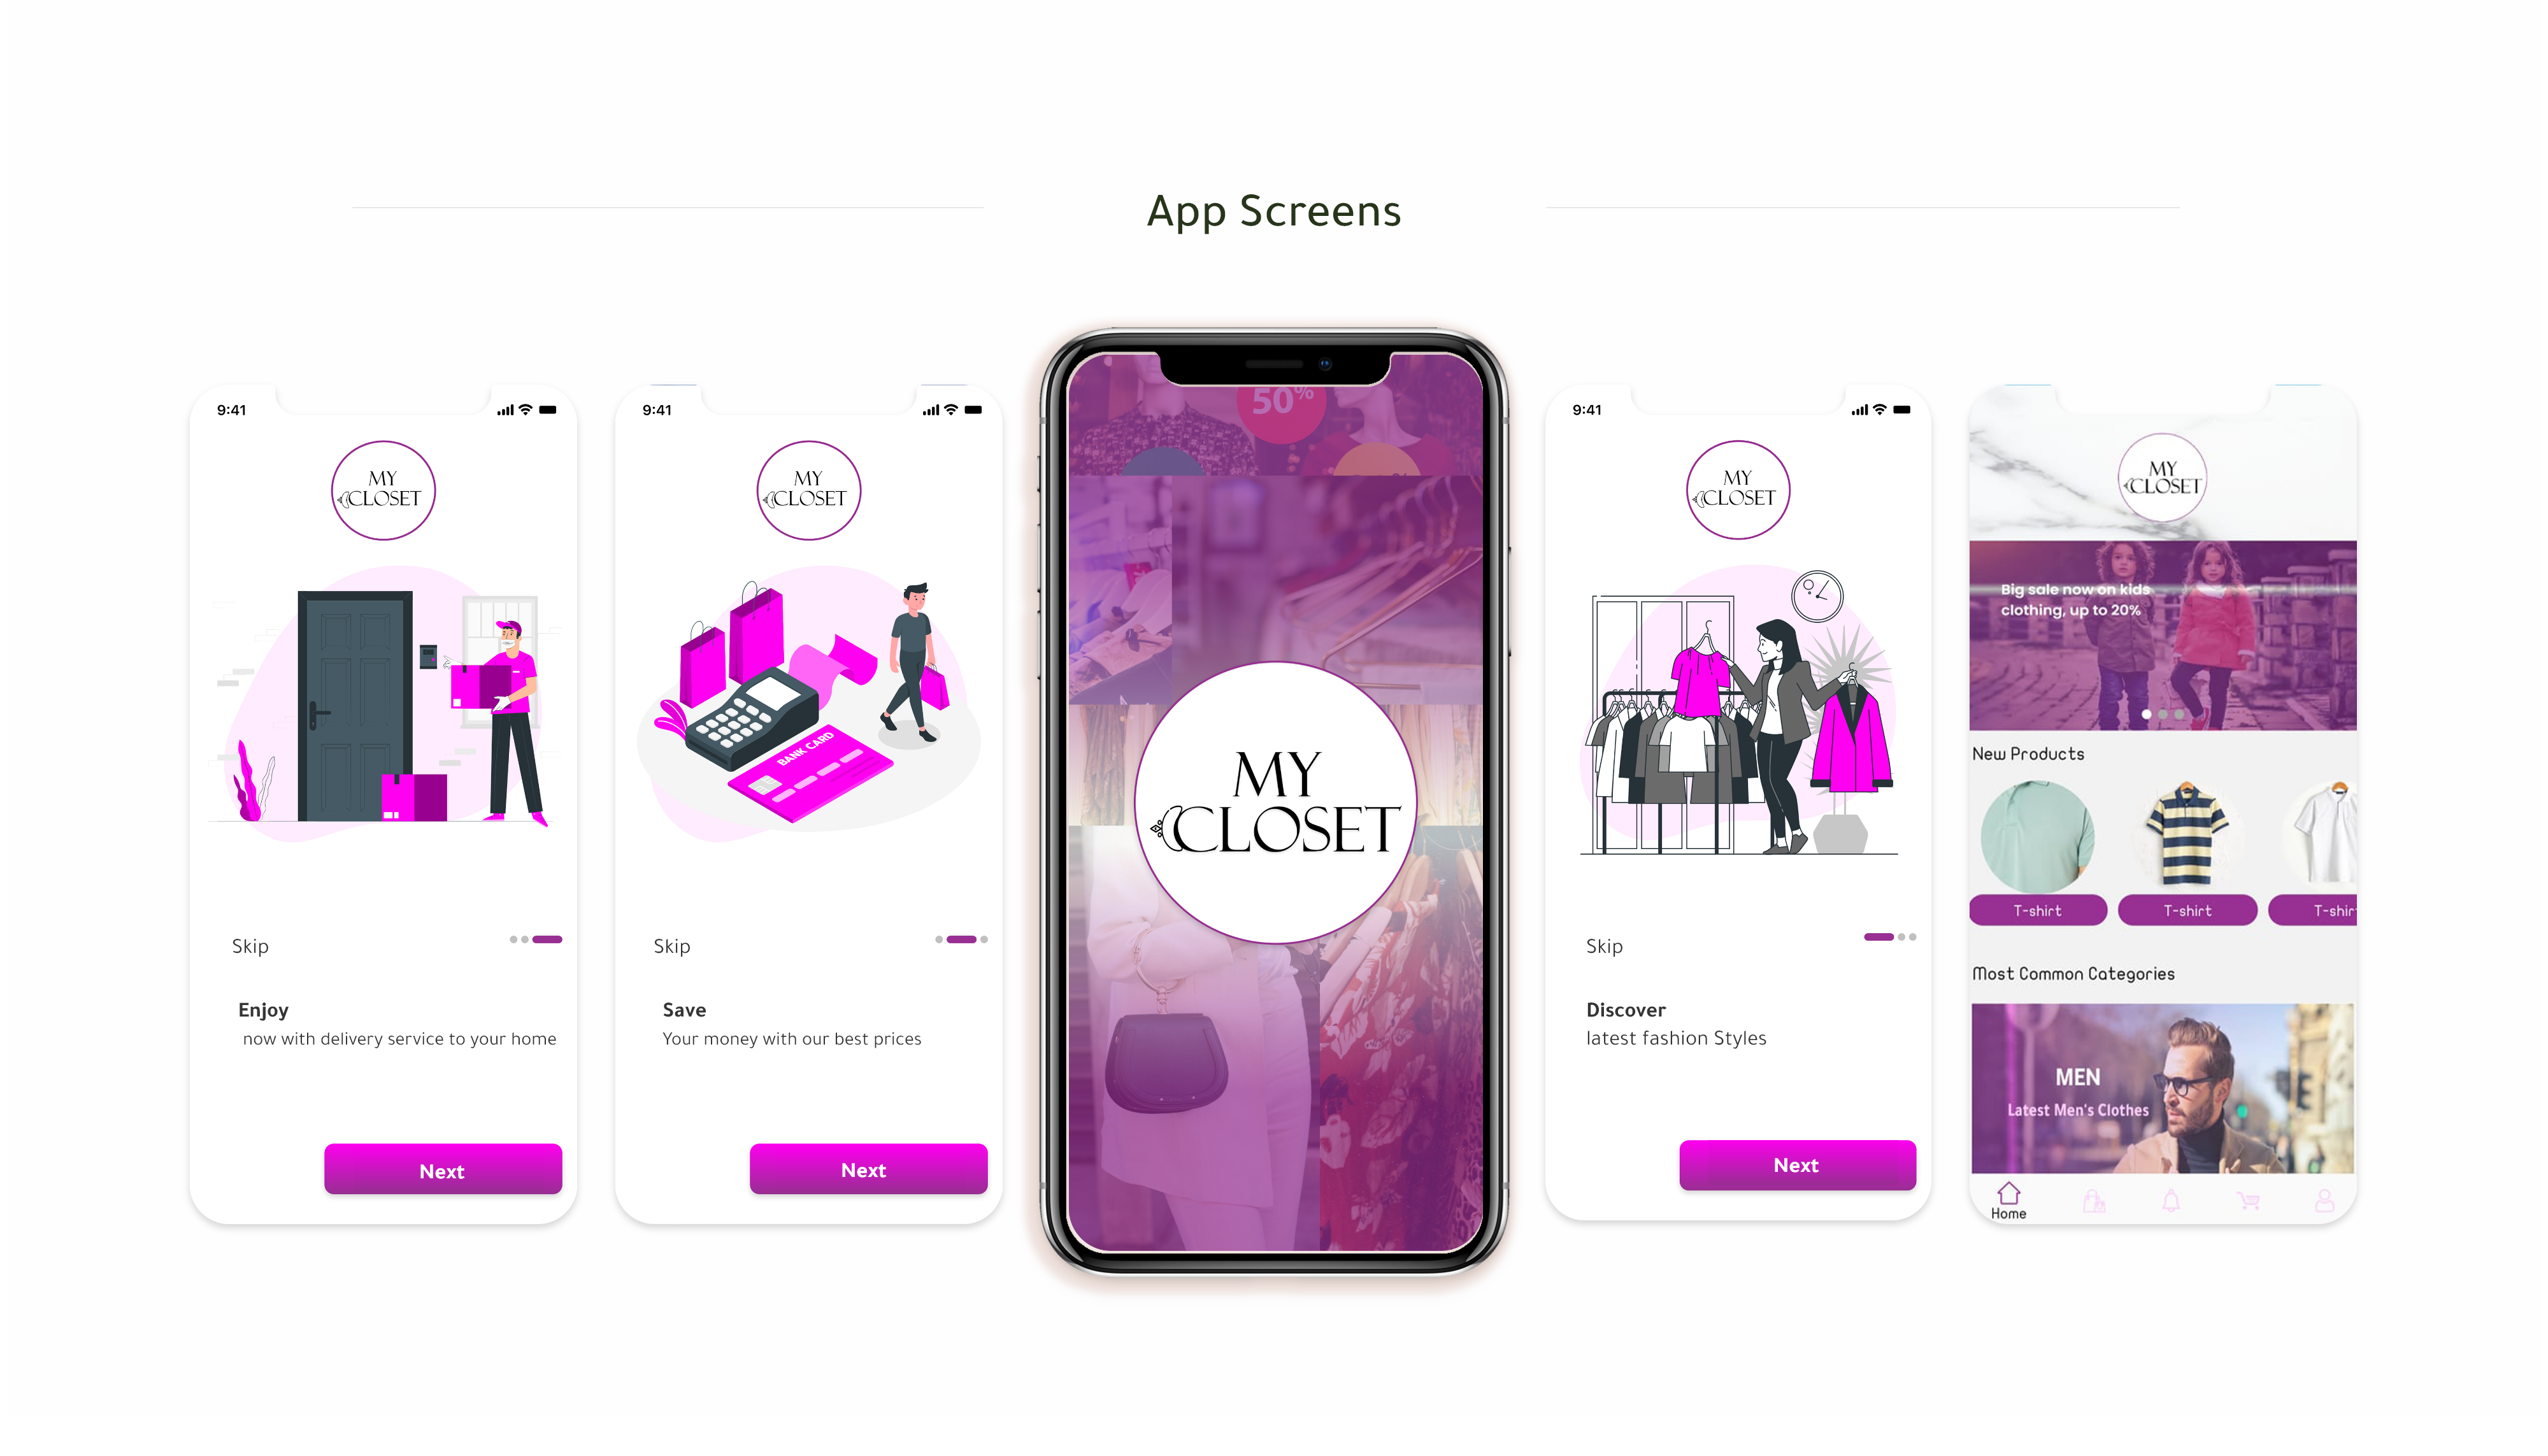 App Screens
9:41
MY
CLOSET
Skip
Enjoy
now with delivery service to your home
Next
9:41
MY
CLOSET
BANK CARD
Skip
Save
Your money with our best prices
Next
50%
MY
CLOSET
9:41
MY
CLOSET
Skip
Discover
latest fashion Styles
Next
MY
CLOSET
Big sale now on kids
clothing, up to 20%
New Products
T-shirt
T-shirt
T-shir
Most Common Categories
MEN
Latest Men's Clothes
Home